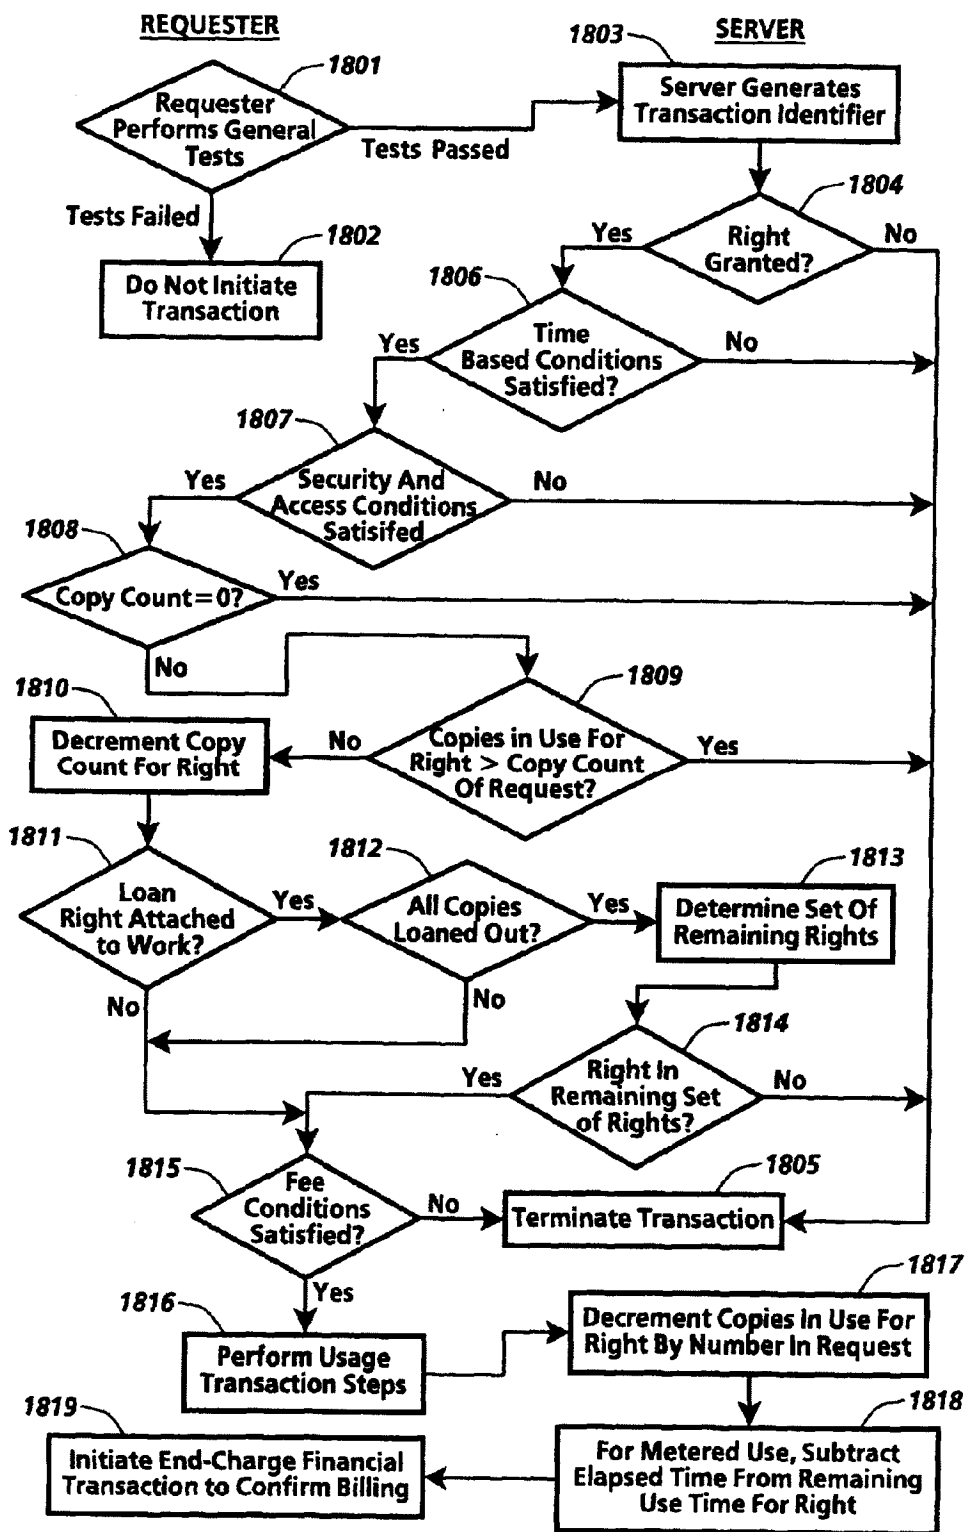 REQUESTER
SERVER
1801
1803
Requester
Performs General
Tests
Server Generates
Transaction Identifier
Tests Passed
Tests Failed
1802
1804
Do Not Initiate
Transaction
Yes
Right
Granted?
No
1806
Time
Based Conditions
Satisfied?
Yes
No
1807
Security And
Access Conditions
Satisifed
Yes
No
1808
Copy Count=0?
Yes
No
1809
1810
Decrement Copy
Count For Right
No
Copies in Use For
Right > Copy Count
Of Request?
Yes
1811
1812
1813
Loan
Right Attached
to Work?
Yes
All Copies
Loaned Out?
Yes
Determine Set Of
Remaining Rights
No
No
1814
Yes
Right In
Remaining Set
of Rights?
No
1815
1805
Fee
Conditions
Satisfied?
No
Terminate Transaction
Yes
1816
1817
Perform Usage
Transaction Steps
Decrement Copies In Use For
Right By Number In Request
1819
1818
Initiate End-Charge Financial
Transaction to Confirm Billing
For Metered Use, Subtract
Elapsed Time From Remaining
Use Time For Right